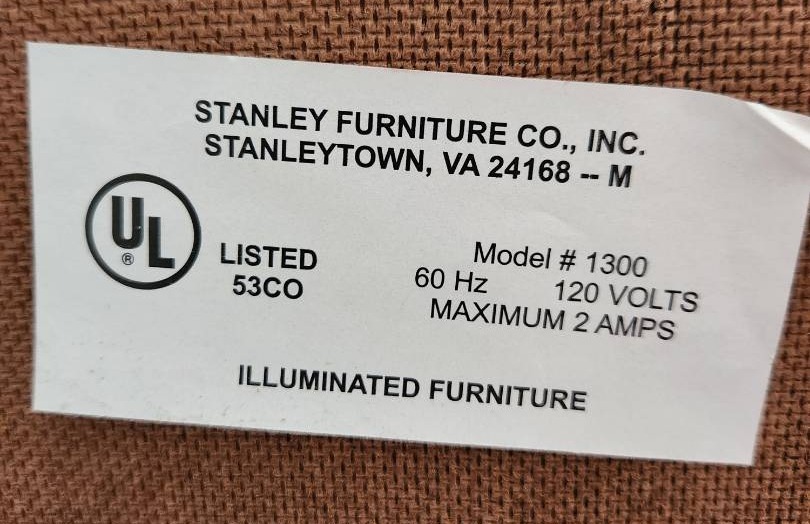 STANLEY FURNITURE CO., INC.
STANLEYTOWN, VA 24168 -- M
UL
®
LISTED
53CO
Model # 1300
60 Hz 120 VOLTS
MAXIMUM 2 AMPS
ILLUMINATED FURNITURE